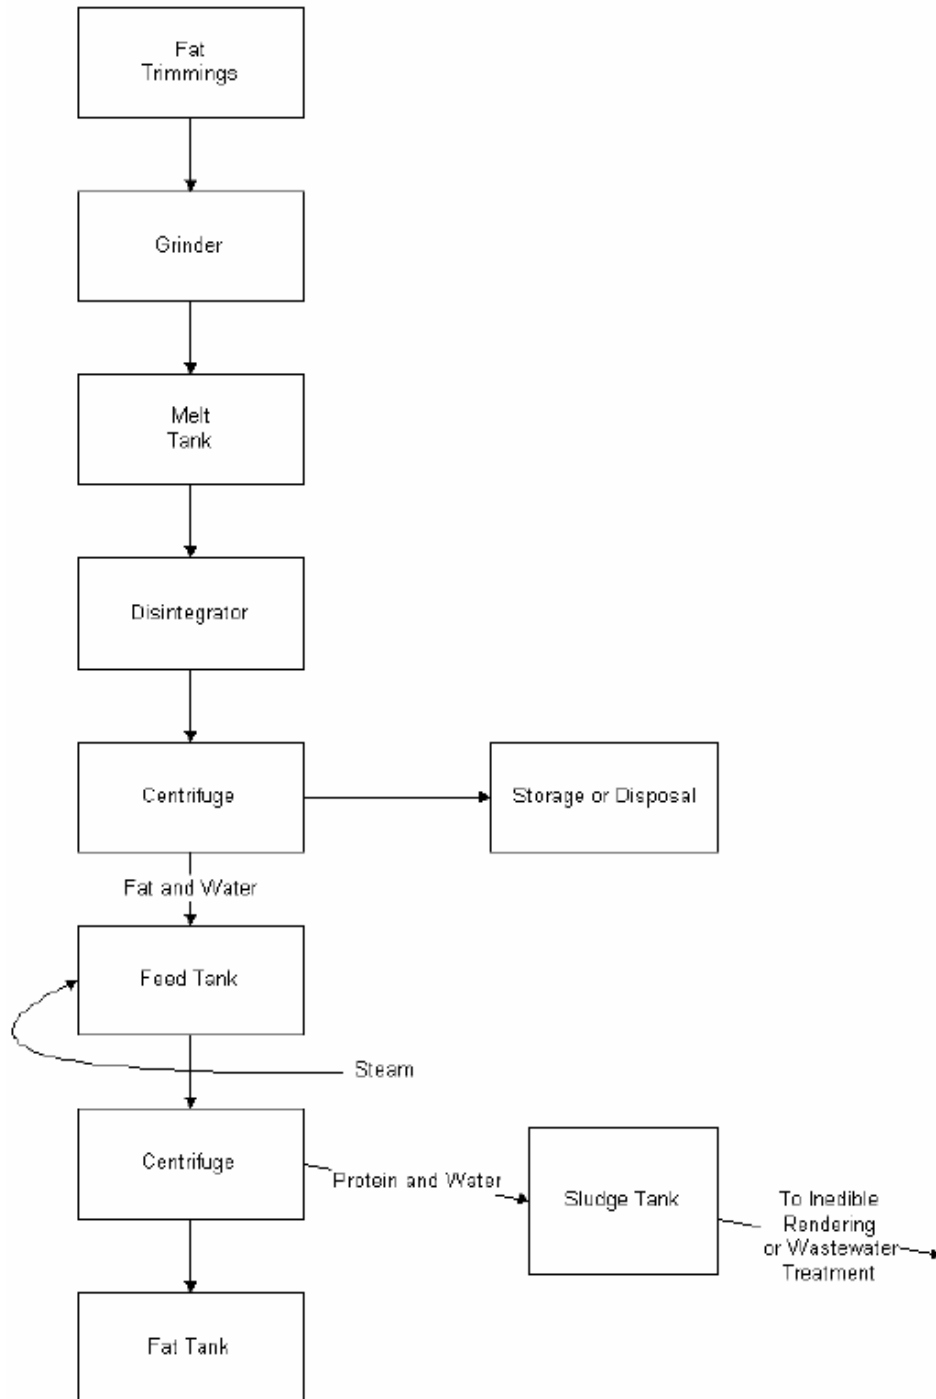 Fat
Trimmings
Grinder
Melt
Tank
Disintegrator
Centrifuge
Storage or Disposal
Fat and Water
Feed Tank
Steam
Centrifuge
Protein and Water
Sludge Tank
To Inedible
Rendering
or Wastewater
Treatment
Fat Tank